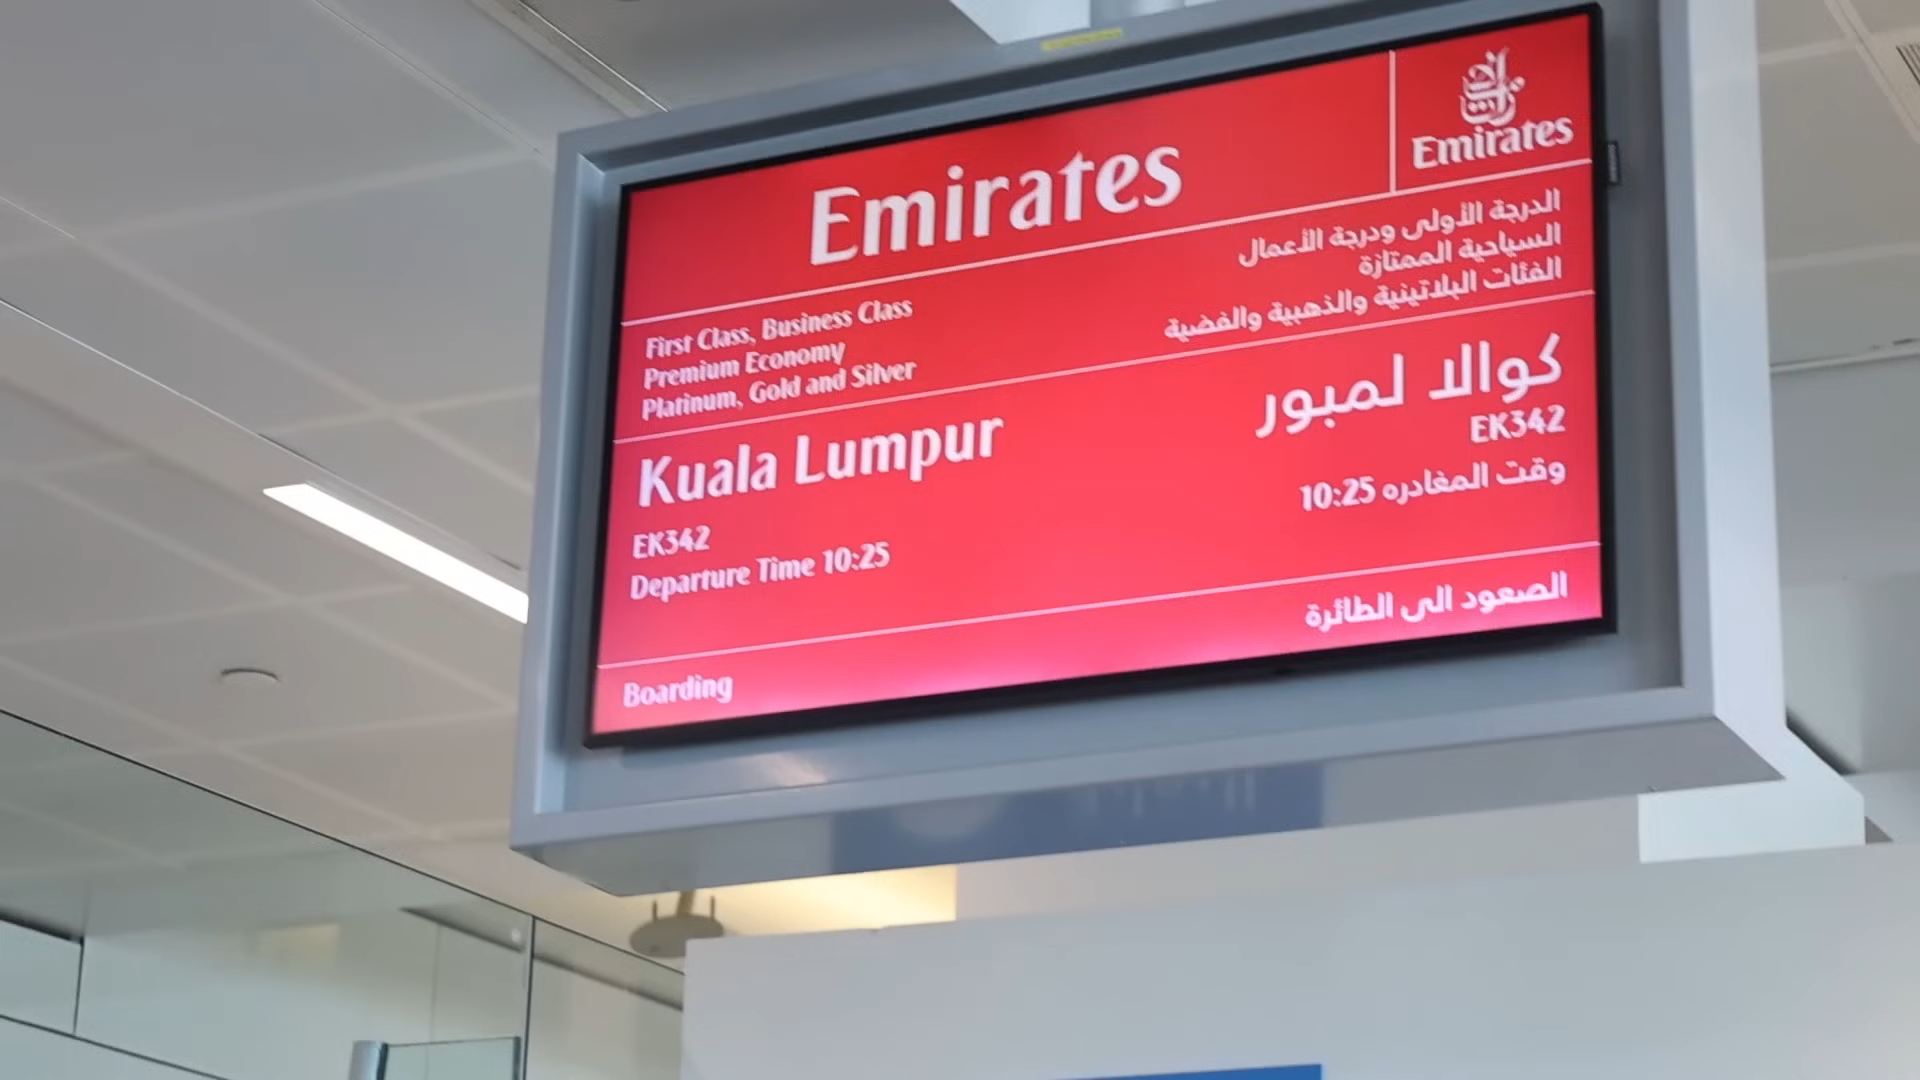 Emirates
Emirates
First Class, Business Class
Premium Economy
Platinum, Gold and Silver
الدرجة الأولى ودرجة الأعمال
السياحية الممتازة
الفئات البلاتينية والذهبية والفضية
Kuala Lumpur
EK342
Departure Time 10:25
كوالا لمبور
EK342
وقت المغادره 10:25
Boarding
الصعود الى الطائرة